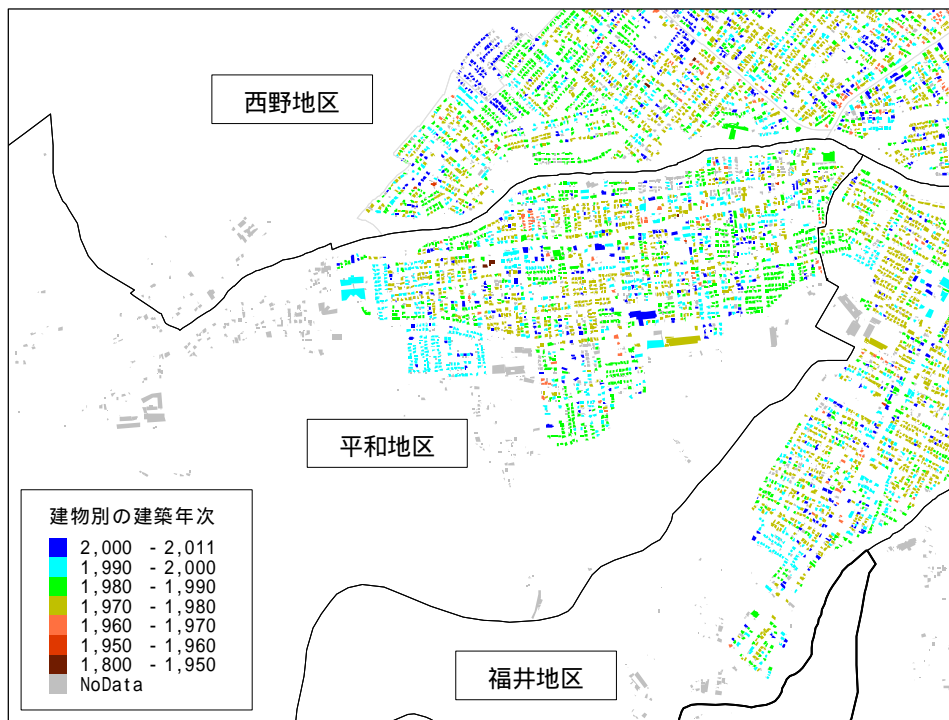 西野地区
平和地区
建物別の建築年次
2,000 - 2,011
1,990 - 2,000
1,980 - 1,990
1,970 - 1,980
1,960 - 1,970
1,950 - 1,960
1,800 - 1,950
NoData
福井地区